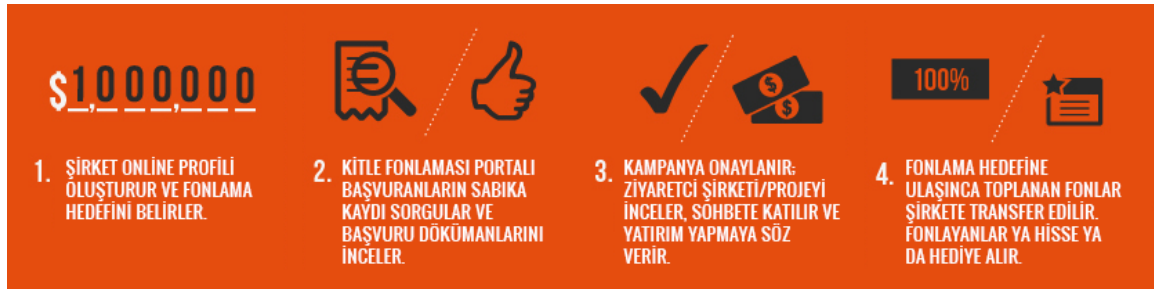 $1,000,000
1. ŞİRKET ONLINE PROFİLİ
OLUŞTURUR VE FONLAMA
HEDEFİNİ BELİRLER.
2. KİTLE FONLAMASI PORTALI
BAŞVURANLARIN SABIKA
KAYDI SORGULAR VE
BAŞVURU DÖKÜMANLARINI
İNCELER.
3. KAMPANYA ONAYLANIR;
ZİYARETCİ ŞİRKETİ/PROJEYİ
İNCELER, SOHBETE KATILIR VE
YATIRIM YAPMAYA SÖZ
VERİR.
100%
4. FONLAMA HEDEFİNE
ULAŞINCA TOPLANAN FONLAR
ŞİRKETE TRANSFER EDİLİR.
FONLAYANLAR YA HİSSE YA
DA HEDİYE ALIR.